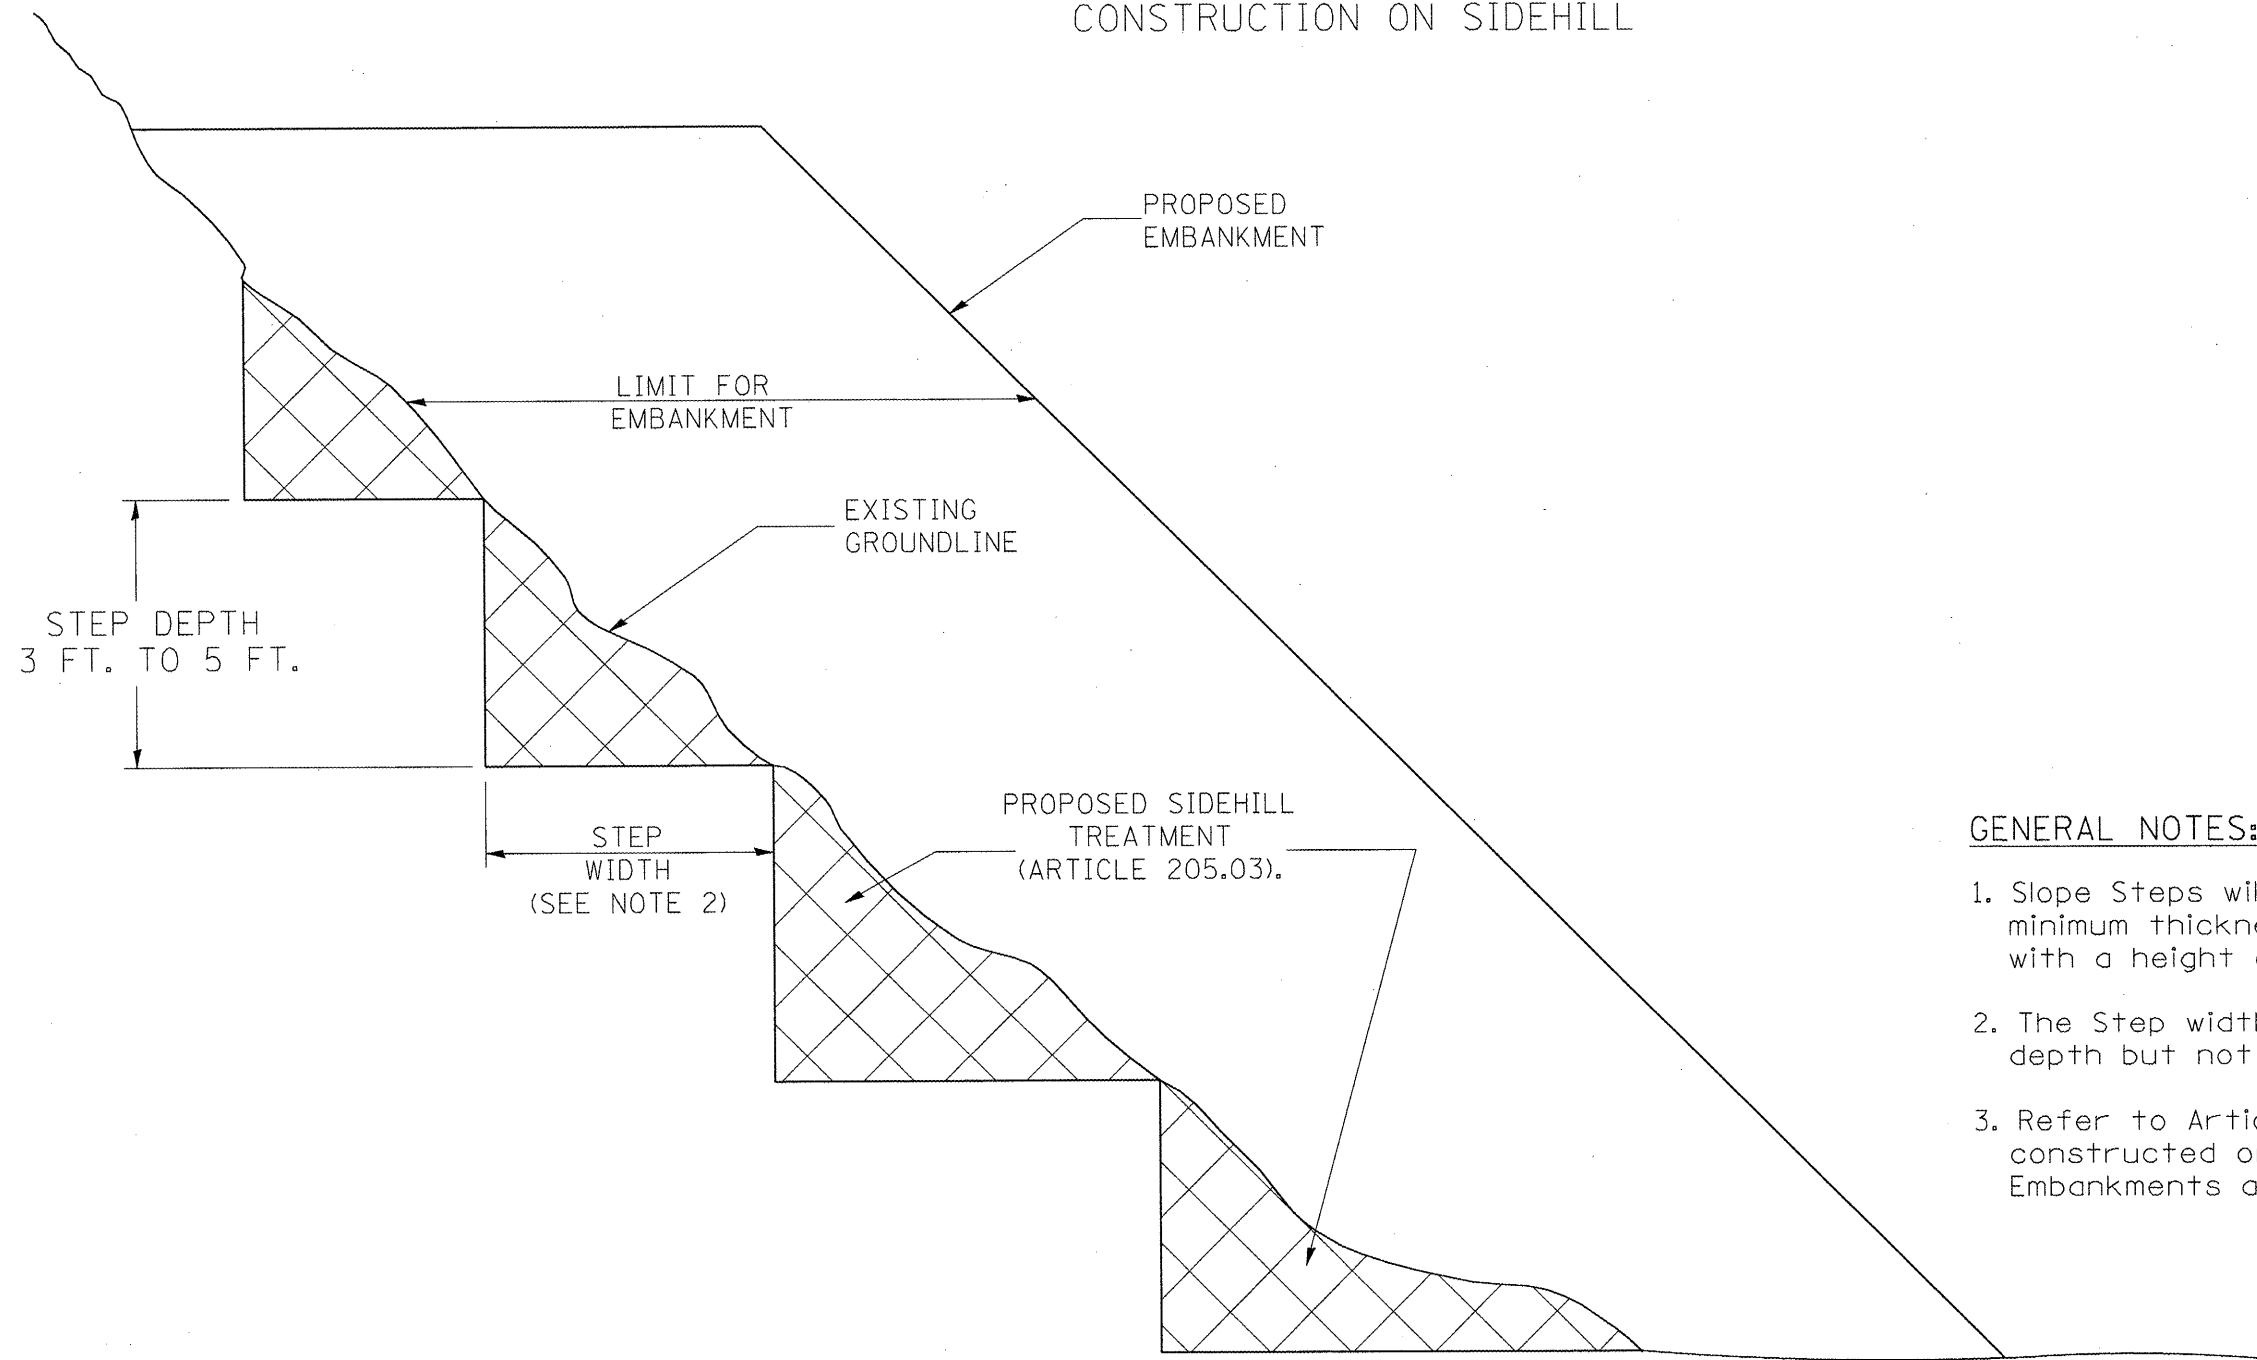 CONSTRUCTION ON SIDEHILL
PROPOSED
EMBANKMENT
LIMIT FOR
EMBANKMENT
EXISTING
GROUNDLINE
STEP DEPTH
3 FT. TO 5 FT.
STEP
WIDTH
(SEE NOTE 2)
PROPOSED SIDEHILL
TREATMENT
(ARTICLE 205.03).
GENERAL NOTES:
1. Slope Steps
minimum
with a height
2. The Step
depth but not
3. Refer to
constructed
Embankments